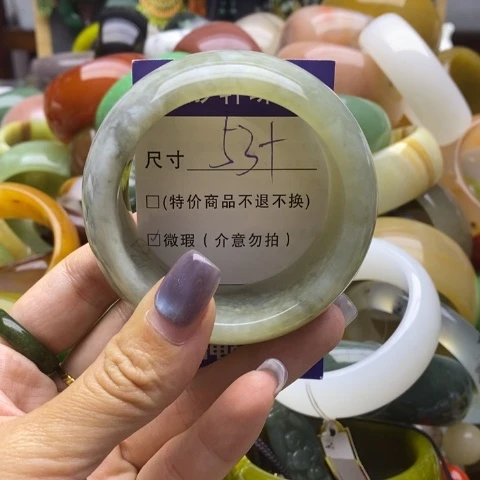 尺寸 53+
□(特价商品不退不换)
☑微瑕(介意勿拍)